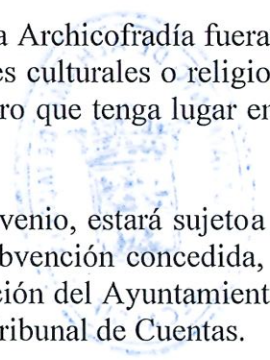 a Archicofradía fuera
es culturales o religio
ro que tenga lugar en
venio, estará sujetoa
bvención concedida,
ción del Ayuntamient
ribunal de Cuentas.